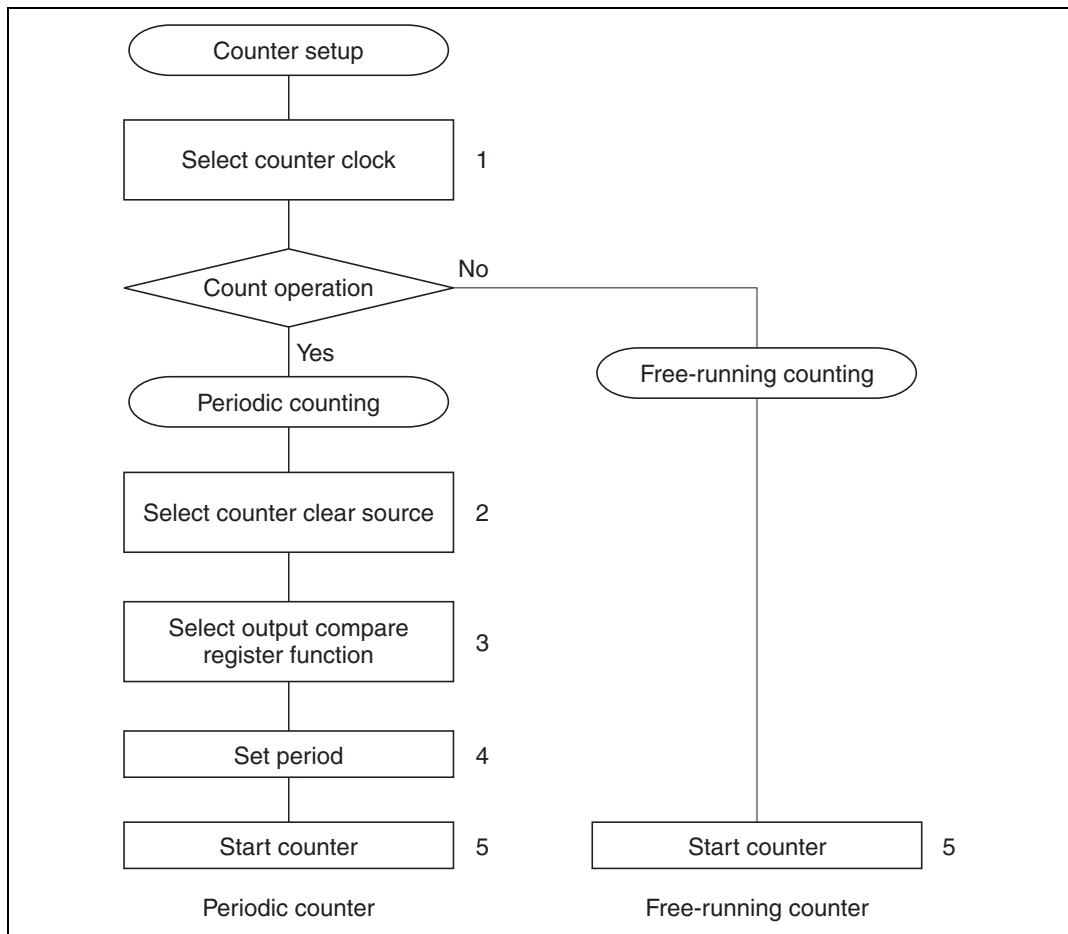 Counter setup
Select counter clock
1
Count operation
No
Yes
Free-running counting
Periodic counting
Select counter clear source
2
Select output compare
register function
3
Set period
4
Start counter
5
Start counter
5
Periodic counter
Free-running counter